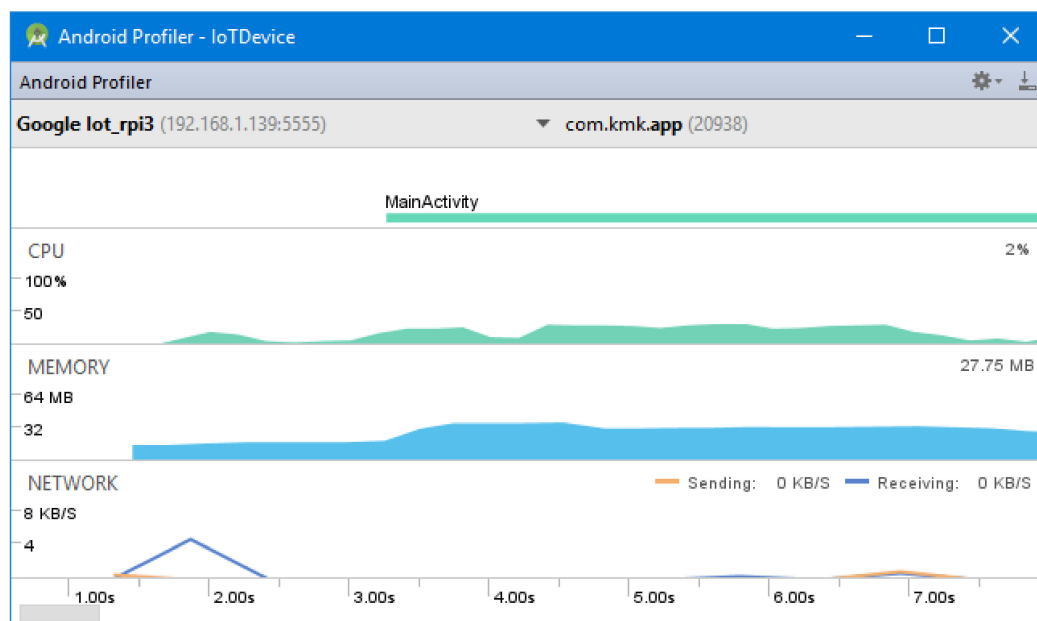 Android Profiler - IoTDevice
Android Profiler
Google Iot_rpi3 (192.168.1.139:5555) com.kmk.app (20938)
MainActivity
CPU 2%
100%
50
MEMORY 27.75 MB
64 MB
32
NETWORK Sending: 0 KB/S Receiving: 0 KB/S
8 KB/S
4
1.00s 2.00s 3.00s 4.00s 5.00s 6.00s 7.00s